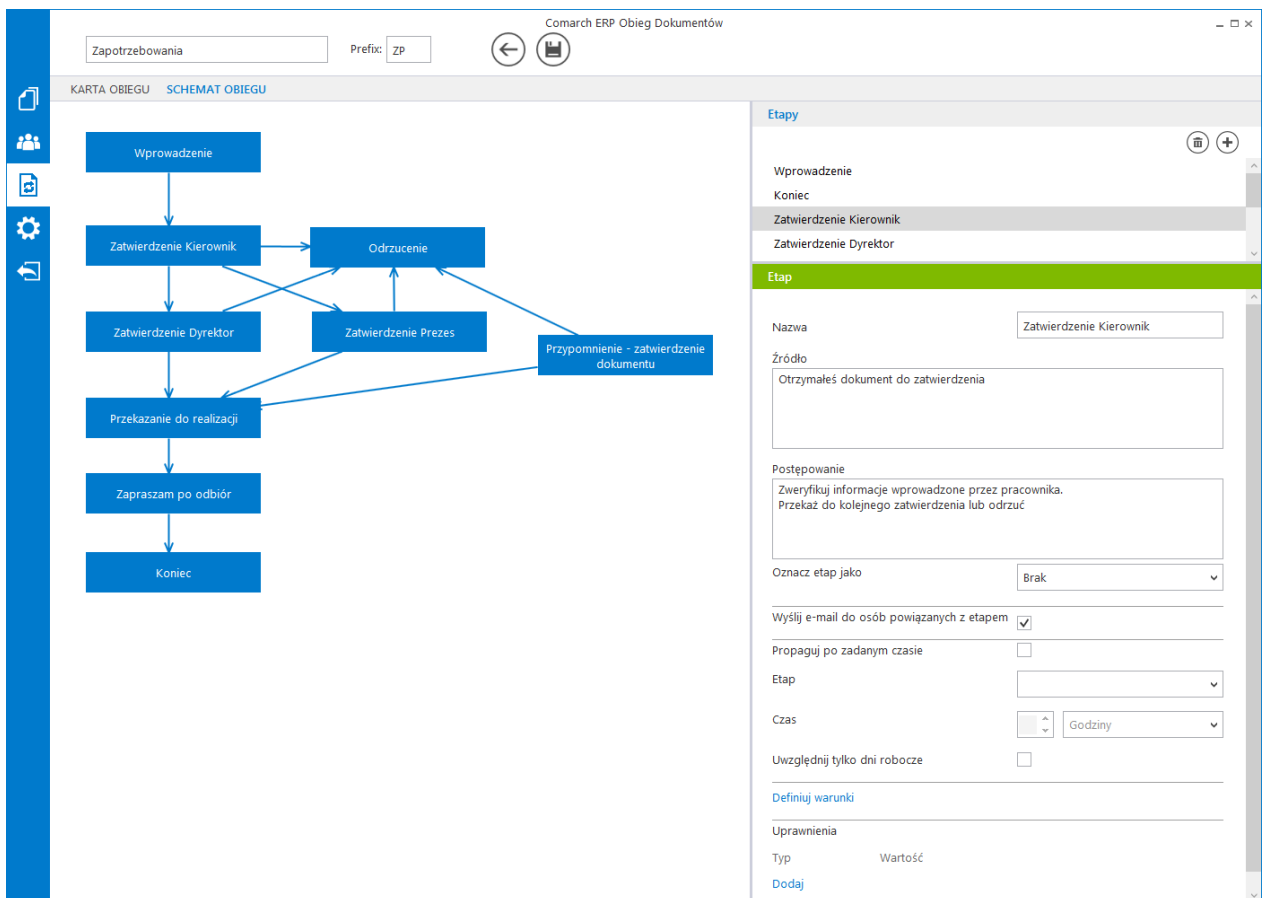 Comarch ERP Obieg Dokumentów
Zapotrzebowania
Prefix:
ZP
KARTA OBIEGU
SCHEMAT OBIEGU
Wprowadzenie
Zatwierdzenie Kierownik
Odrzucenie
Zatwierdzenie Dyrektor
Zatwierdzenie Prezes
Przypomnienie - zatwierdzenie
dokumentu
Przekazanie do realizacji
Zapraszam po odbiór
Koniec
Etapy
Wprowadzenie
Koniec
Zatwierdzenie Kierownik
Zatwierdzenie Dyrektor
Etap
Nazwa
Zatwierdzenie Kierownik
Źródło
Otrzymałeś dokument do zatwierdzenia
Postępowanie
Zweryfikuj informacje wprowadzone przez pracownika.
Przekaż do kolejnego zatwierdzenia lub odrzuć
Oznacz etap jako
Brak
Wyślij e-mail do osób powiązanych z etapem
Propaguj po zadanym czasie
Etap
Czas
Godziny
Uwzględnij tylko dni robocze
Definiuj warunki
Uprawnienia
Typ
Wartość
Dodaj